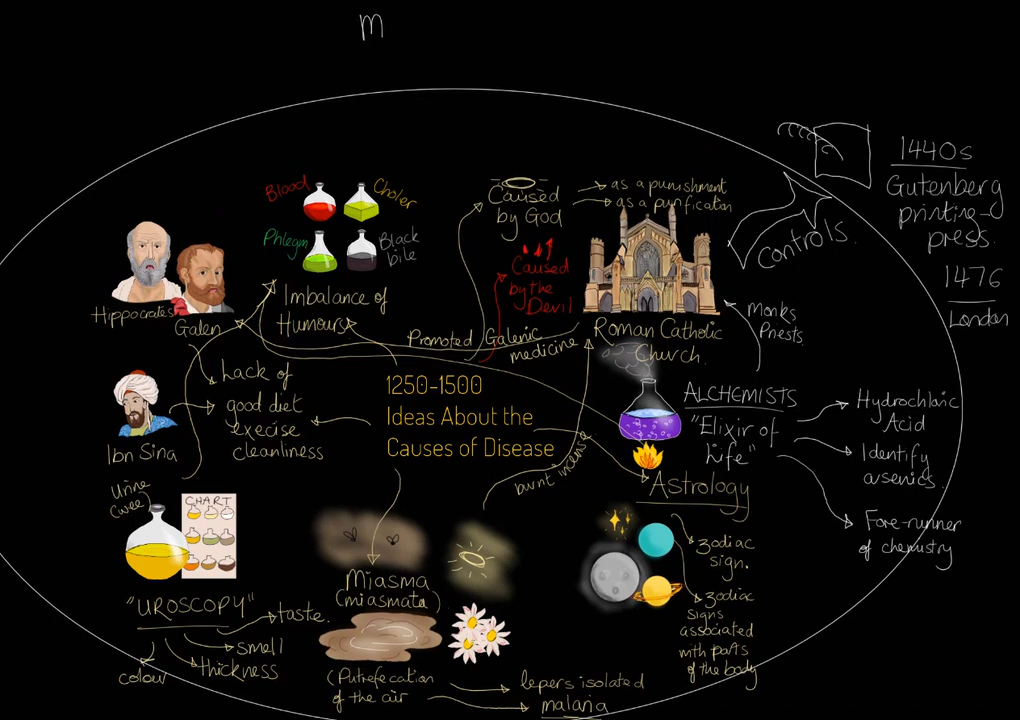 m
1440s
Gutenberg
printing-
press.
1476
London
Controls.
Blood
Choler
Phlegm
Black
bile
Caused
by God
as a punishment
as a purification
Caused
by the
Devil
Hippocrates
Galen
Imbalance of
Humours
Promoted Galenic
medicine
Roman Catholic
Church.
Monks
Priests
1250-1500
Ideas About the
Causes of Disease
Lack of
good diet
execise
cleanliness
Ibn Sina
ALCHEMISTS
"Elixir of
Life"
Hydrochloric
Acid
Identify
arsenics.
Fore-runner
of chemistry
burnt incense
Astrology
zodiac
sign.
zodiac
signs
associated
with parts
of the body
Urine
(wee)
CHART
"UROSCOPY"
taste.
smell
thickness
colour
Miasma
(miasmata)
(Putrefecation
of the air
lepers isolated
malaria